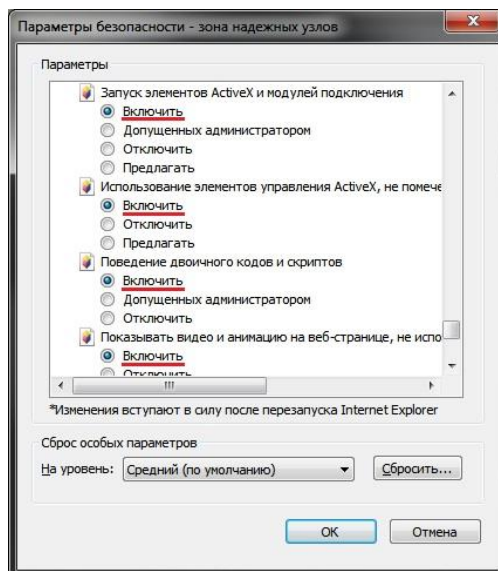 Параметры безопасности - зона надежных узлов
Параметры
Запуск элементов ActiveX и модулей подключения
Включить
Допущенных администратором
Отключить
Предлагать
Использование элементов управления ActiveX, не помече
Включить
Отключить
Предлагать
Поведение двоичного кодов и скриптов
Включить
Допущенных администратором
Отключить
Показывать видео и анимацию на веб-странице, не испо
Включить
Отключить
*Изменения вступают в силу после перезапуска Internet Explorer
Сброс особых параметров
На уровень: Средний (по умолчанию) Сбросить...
OK Отмена